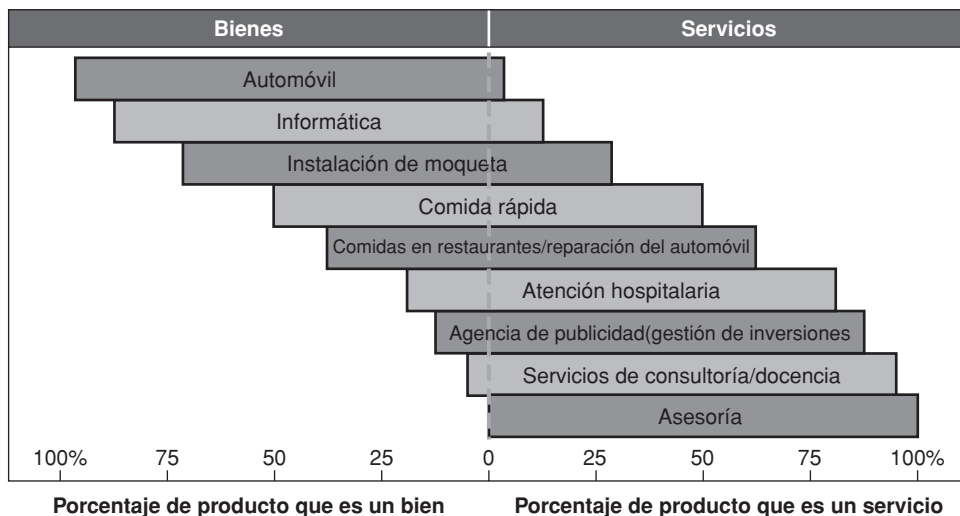 Bienes Servicios
Automóvil
Informática
Instalación de moqueta
Comida rápida
Comidas en restaurantes/reparación del automóvil
Atención hospitalaria
Agencia de publicidad(gestión de inversiones
Servicios de consultoría/docencia
Asesoría
100% 75 50 25 0 25 50 75 100%
Porcentaje de producto que es un bien Porcentaje de producto que es un servicio